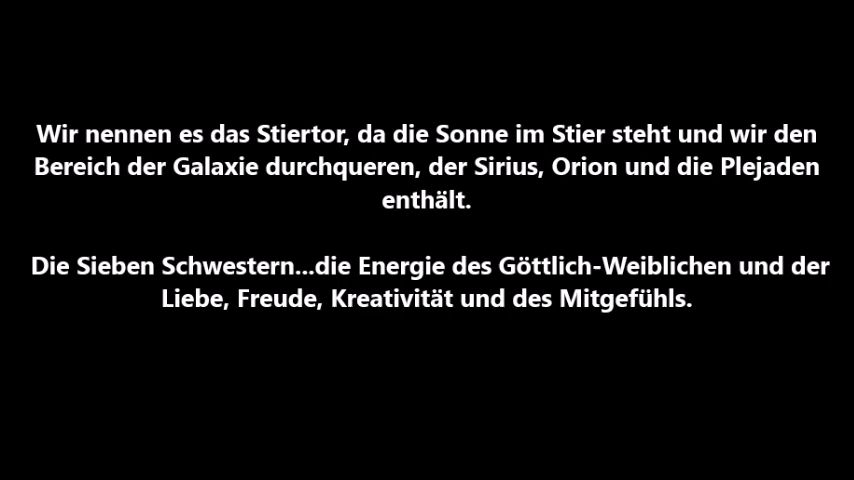 Wir nennen es das Stiertor, da die Sonne im Stier steht und wir den
Bereich der Galaxie durchqueren, der Sirius, Orion und die Plejaden
enthält.
Die Sieben Schwestern...die Energie des Göttlich-Weiblichen und der
Liebe, Freude, Kreativität und des Mitgefühls.